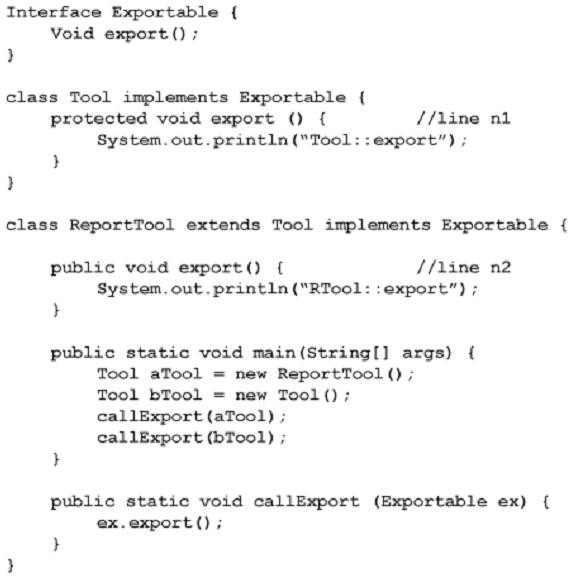 Interface Exportable {
Void export();
}
class Tool implements Exportable {
protected void export () { //line n1
System.out.println("Tool::export");
}
}
class ReportTool extends Tool implements Exportable {
public void export() { //line n2
System.out.println("RTool::export");
}
public static void main(String[] args) {
Tool aTool = new ReportTool();
Tool bTool = new Tool();
callExport(aTool);
callExport(bTool);
}
public static void callExport (Exportable ex) {
ex.export();
}
}